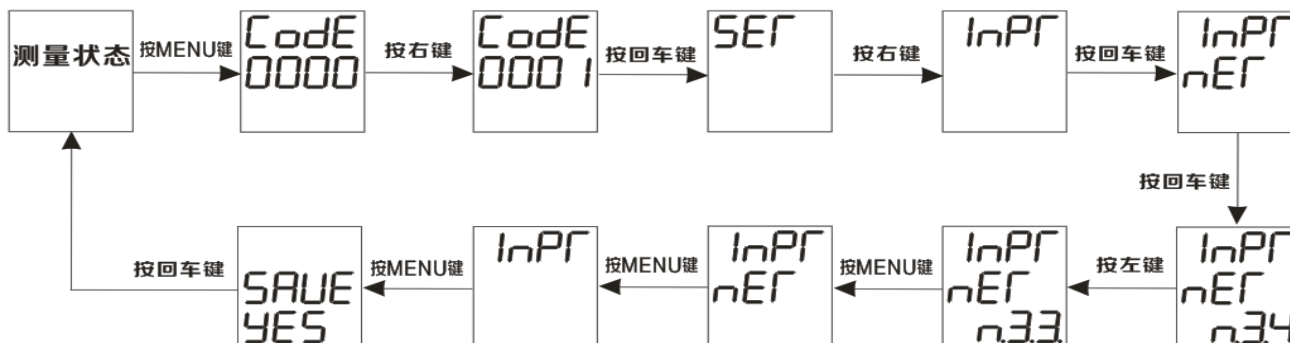 测量状态
按MENU键
CodE
0000
按右键
CodE
0001
按回车键
SET
按右键
InPT
按回车键
InPT
nET
按回车键
InPT
nET
n.3.4
按左键
InPT
nET
n.3.3.
按MENU键
InPT
nET
按MENU键
InPT
按MENU键
SAVE
YES
按回车键